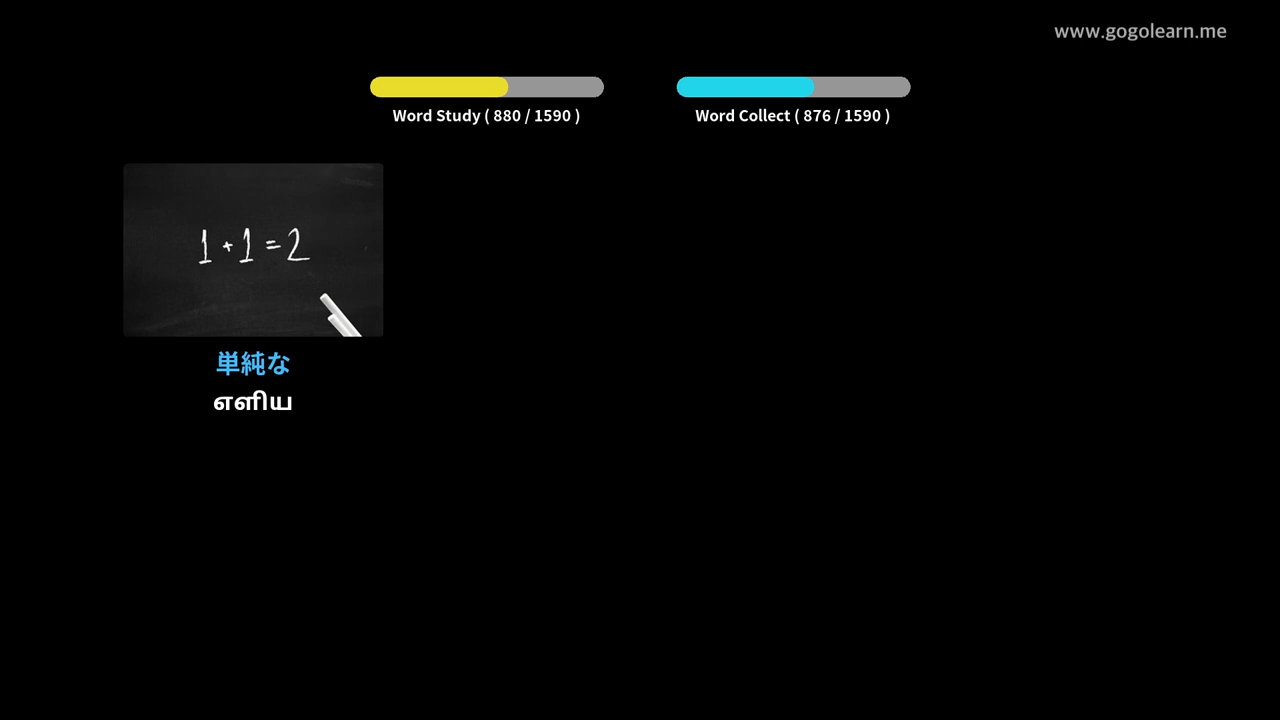 www.gogolearn.me
Word Study ( 880 / 1590 )
Word Collect ( 876 / 1590 )
1 + 1 = 2
単純な
எளிய